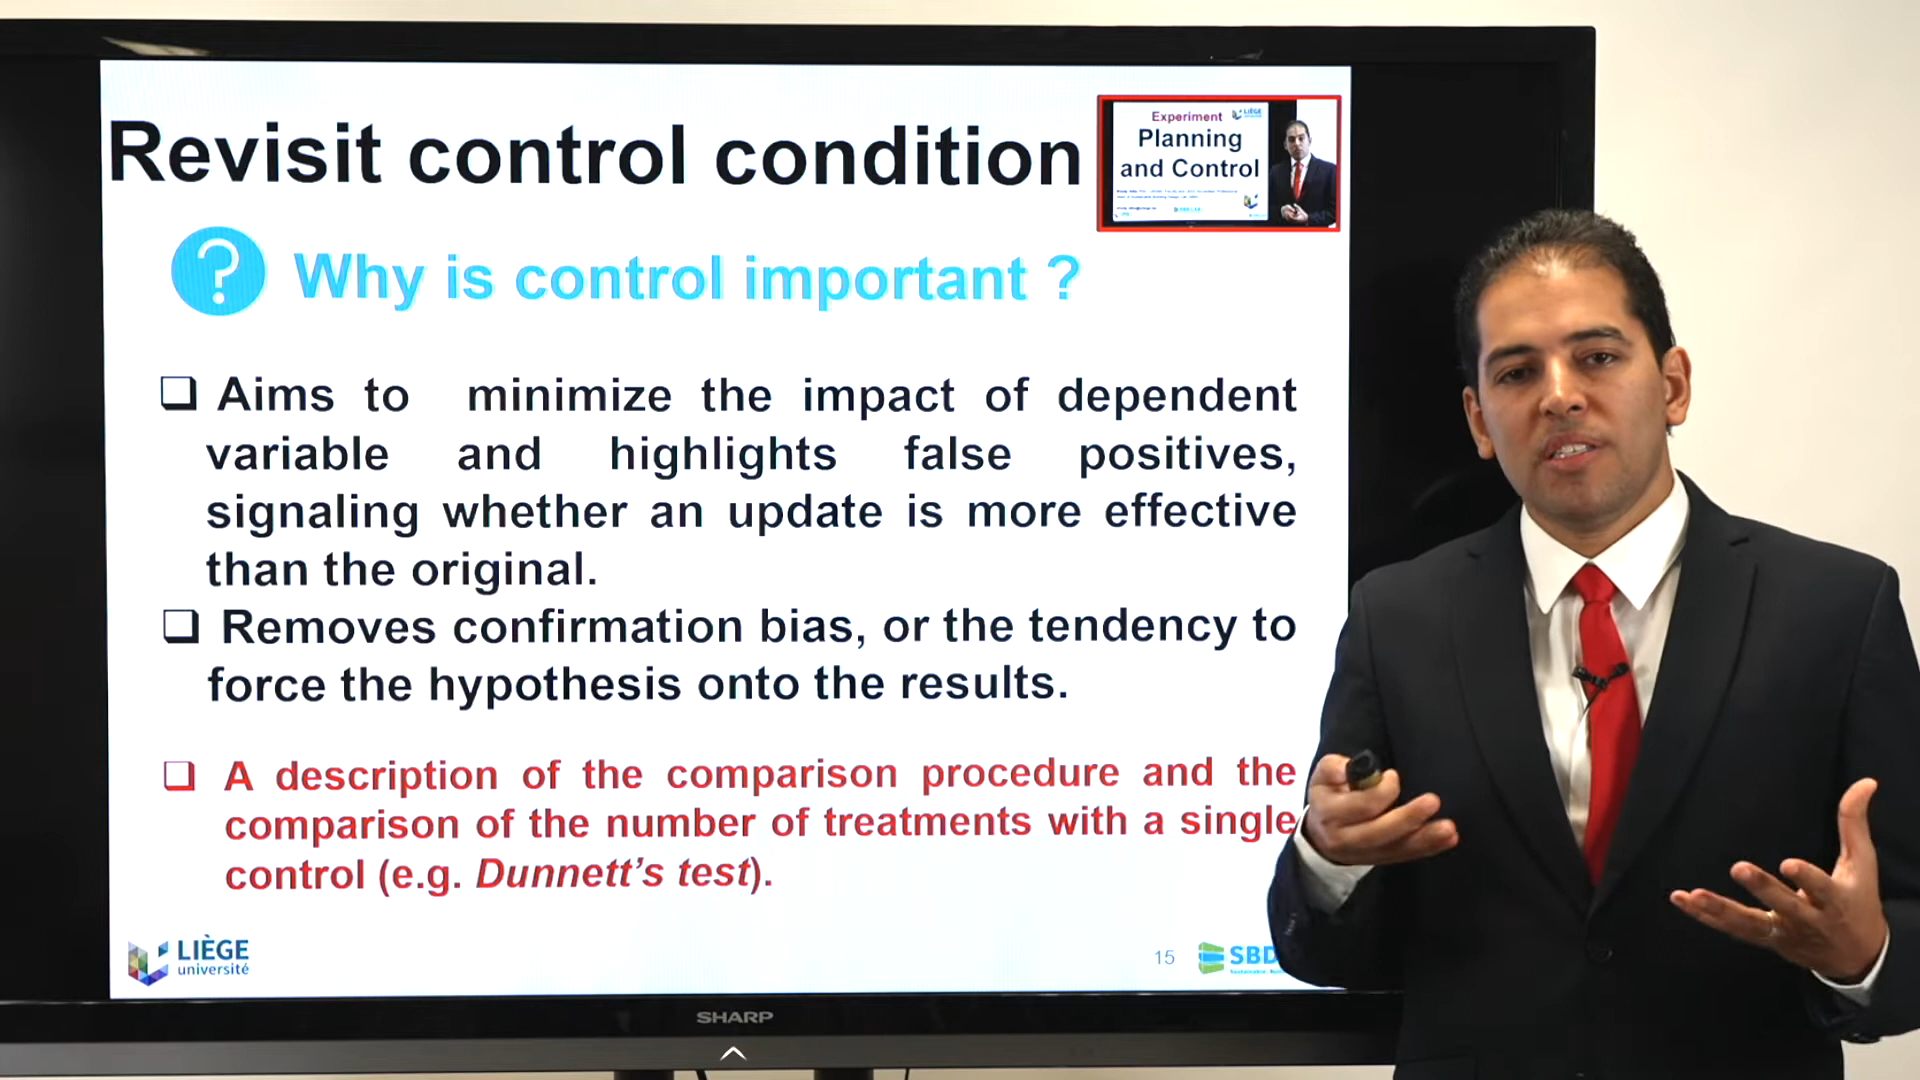 Revisit control condition
Experiment
LIÈGE
Planning
and Control
Why is control important ?
Aims to minimize the impact of dependent
variable and highlights false positives,
signaling whether an update is more effective
than the original.
Removes confirmation bias, or the tendency to
force the hypothesis onto the results.
A description of the comparison procedure and the
comparison of the number of treatments with a single
control (e.g. Dunnett’s test).
LIÈGE
université
15
SBD
SHARP